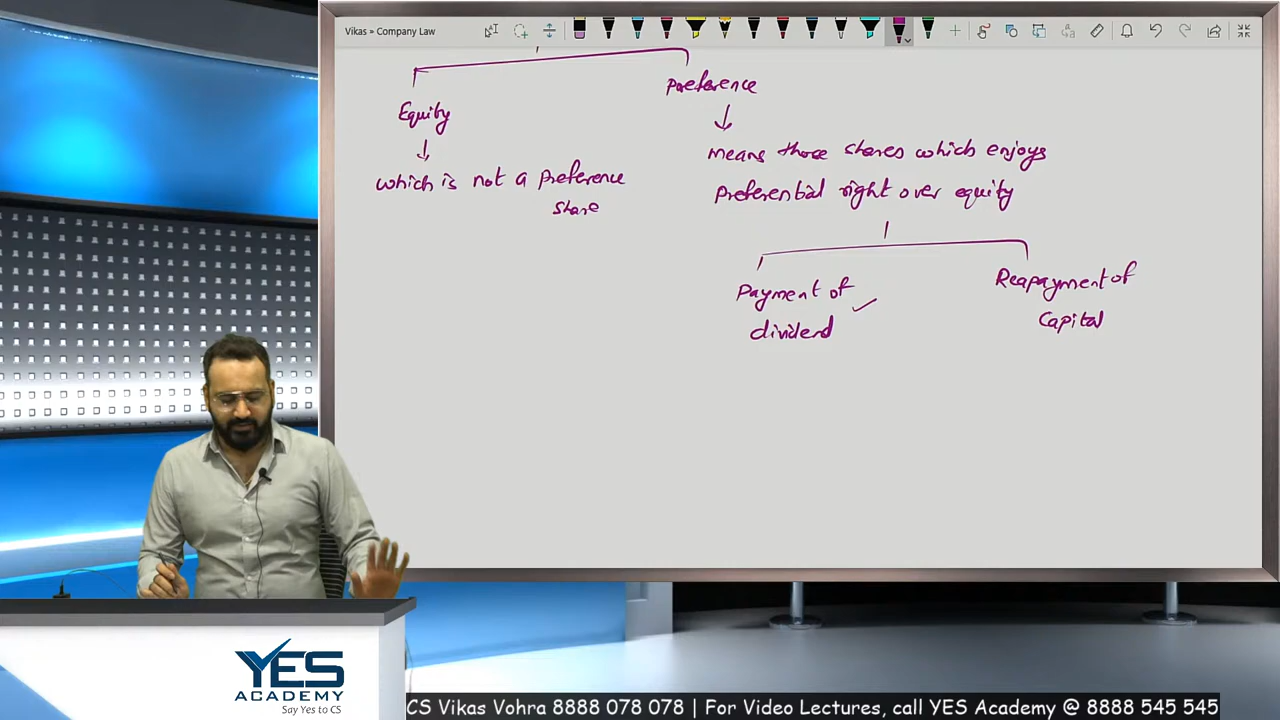 Vikas » Company Law
Equity
which is not a preference
share
Preference
Means those shares which enjoys
Preferential right over equity
Payment of
dividend
Reapayment of
Capital
YES
ACADEMY
Say Yes to CS
CS Vikas Vohra 8888 078 078 | For Video Lectures, call YES Academy @ 8888 545 545